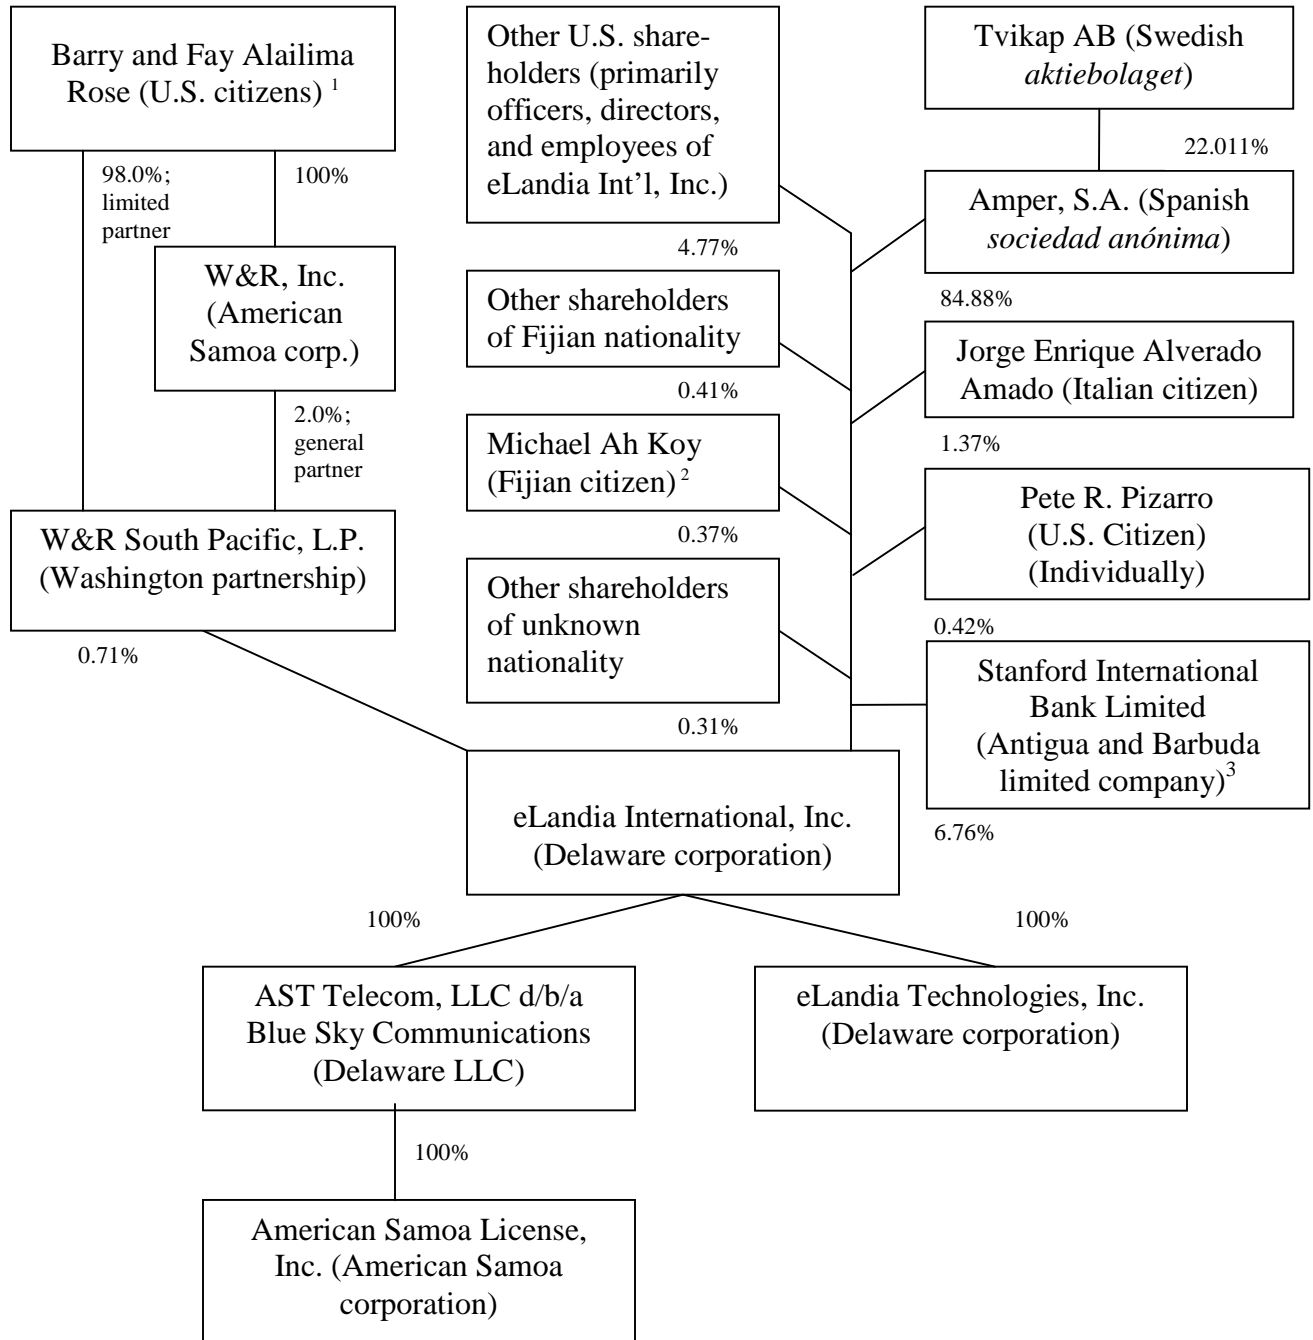 Barry and Fay Alailima
Rose (U.S. citizens) 1
98.0%;
limited
partner
100%
W&R, Inc.
(American
Samoa corp.)
2.0%;
general
partner
W&R South Pacific, L.P.
(Washington partnership)
0.71%
Other U.S. share-
holders (primarily
officers, directors,
and employees of
eLandia Int’l, Inc.)
4.77%
Other shareholders
of Fijian nationality
0.41%
Michael Ah Koy
(Fijian citizen) 2
0.37%
Other shareholders
of unknown
nationality
0.31%
Tvikap AB (Swedish
aktiebolaget)
22.011%
Amper, S.A. (Spanish
sociedad anónima)
84.88%
Jorge Enrique Alverado
Amado (Italian citizen)
1.37%
Pete R. Pizarro
(U.S. Citizen)
(Individually)
0.42%
Stanford International
Bank Limited
(Antigua and Barbuda
limited company)3
6.76%
eLandia International, Inc.
(Delaware corporation)
100%
100%
AST Telecom, LLC d/b/a
Blue Sky Communications
(Delaware LLC)
eLandia Technologies, Inc.
(Delaware corporation)
100%
American Samoa License,
Inc. (American Samoa
corporation)